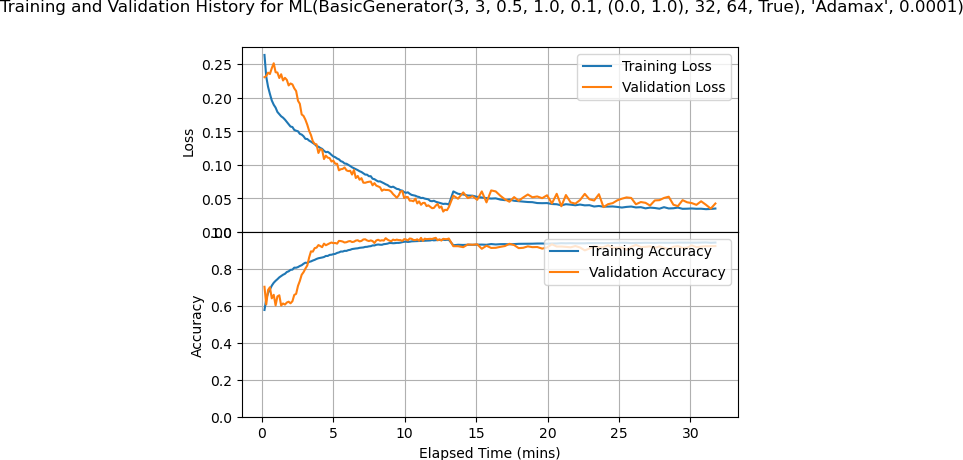 Training and Validation History for ML(BasicGenerator(3, 3, 0.5, 1.0, 0.1, (0.0, 1.0), 32, 64, True), 'Adamax', 0.0001)
Training Loss
Validation Loss
0.25
0.20
0.15
0.10
0.05
0.00
Loss
Training Accuracy
Validation Accuracy
1.0
0.8
0.6
0.4
0.2
0.0
Accuracy
0 5 10 15 20 25 30
Elapsed Time (mins)